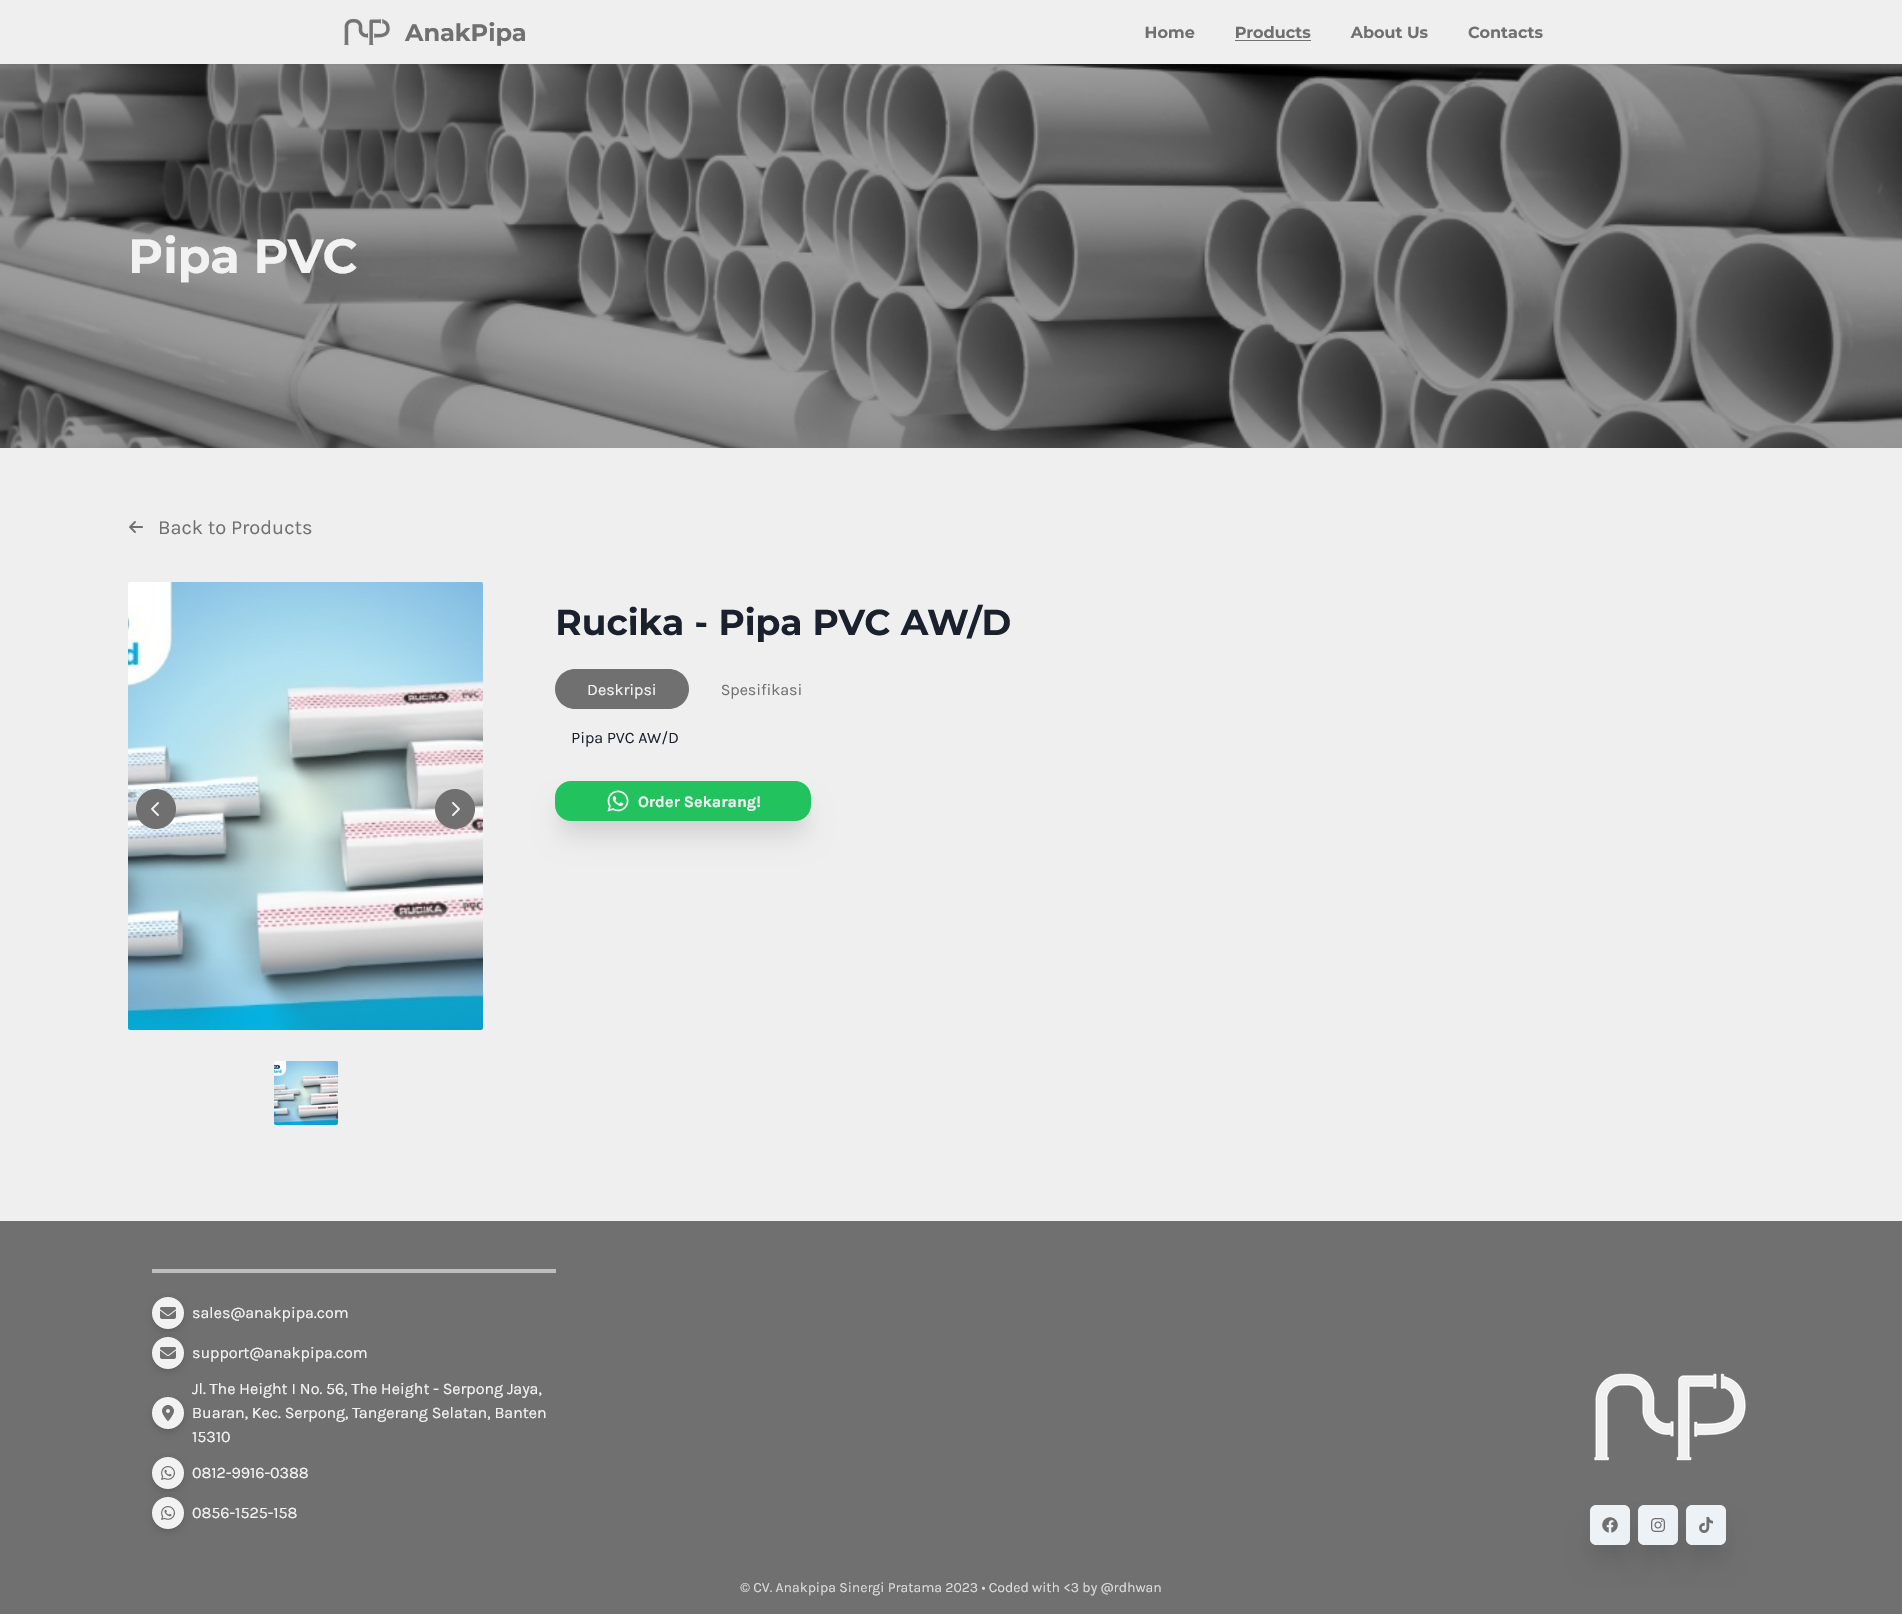 AnakPipa
Home
Products
About Us
Contacts
Pipa PVC
Back to Products
Rucika - Pipa PVC AW/D
Deskripsi
Spesifikasi
Pipa PVC AW/D
Order Sekarang!
RUCIKA
RUCIKA
sales@anakpipa.com
support@anakpipa.com
Jl. The Height I No. 56, The Height - Serpong Jaya,
Buaran, Kec. Serpong, Tangerang Selatan, Banten
15310
0812-9916-0388
0856-1525-158
© CV. Anakpipa Sinergi Pratama 2023 • Coded with <3 by @rdhwan